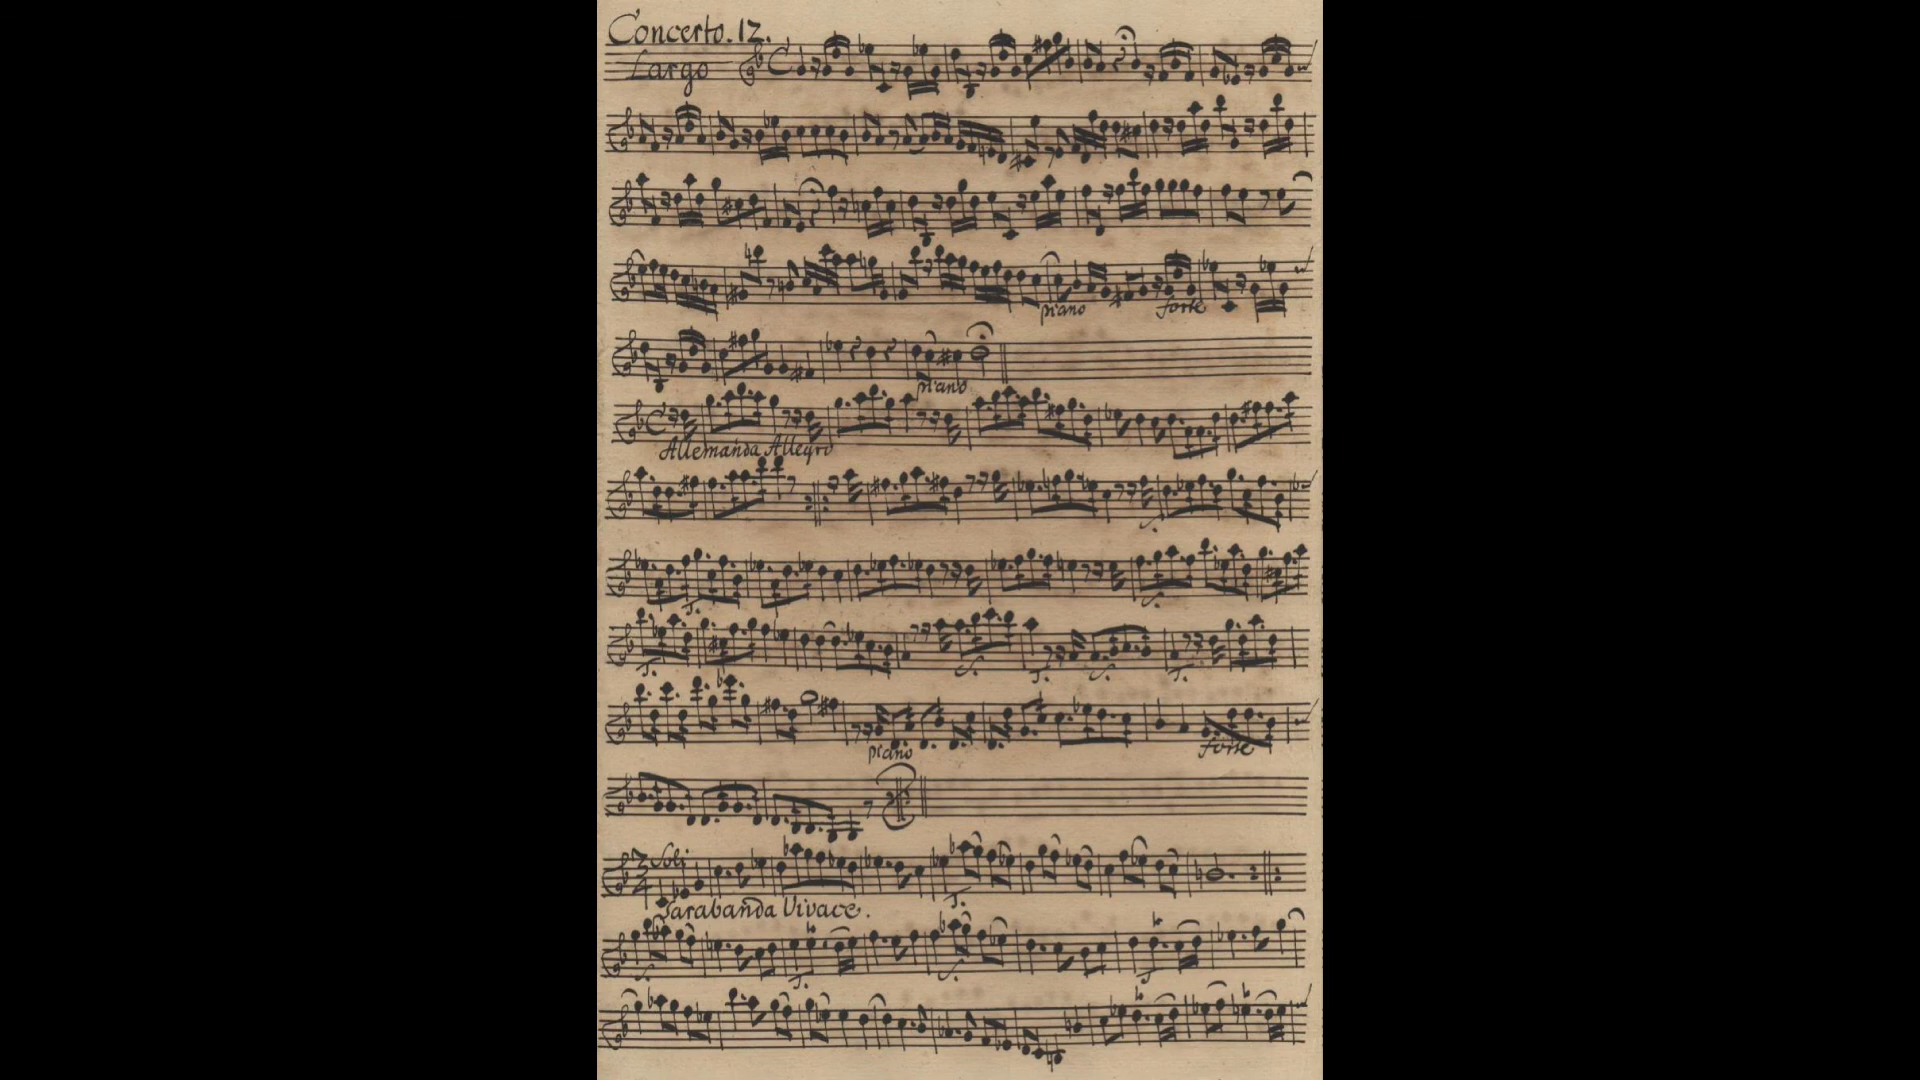 Concerto. 12.
Largo
piano
forte
piano
Allemanda Allegro
S.
T.
S.
T.
S.
T.
S.
T.
piano
forte
Soli
Sarabanda Vivace.
T.
S.
T.
S.
T